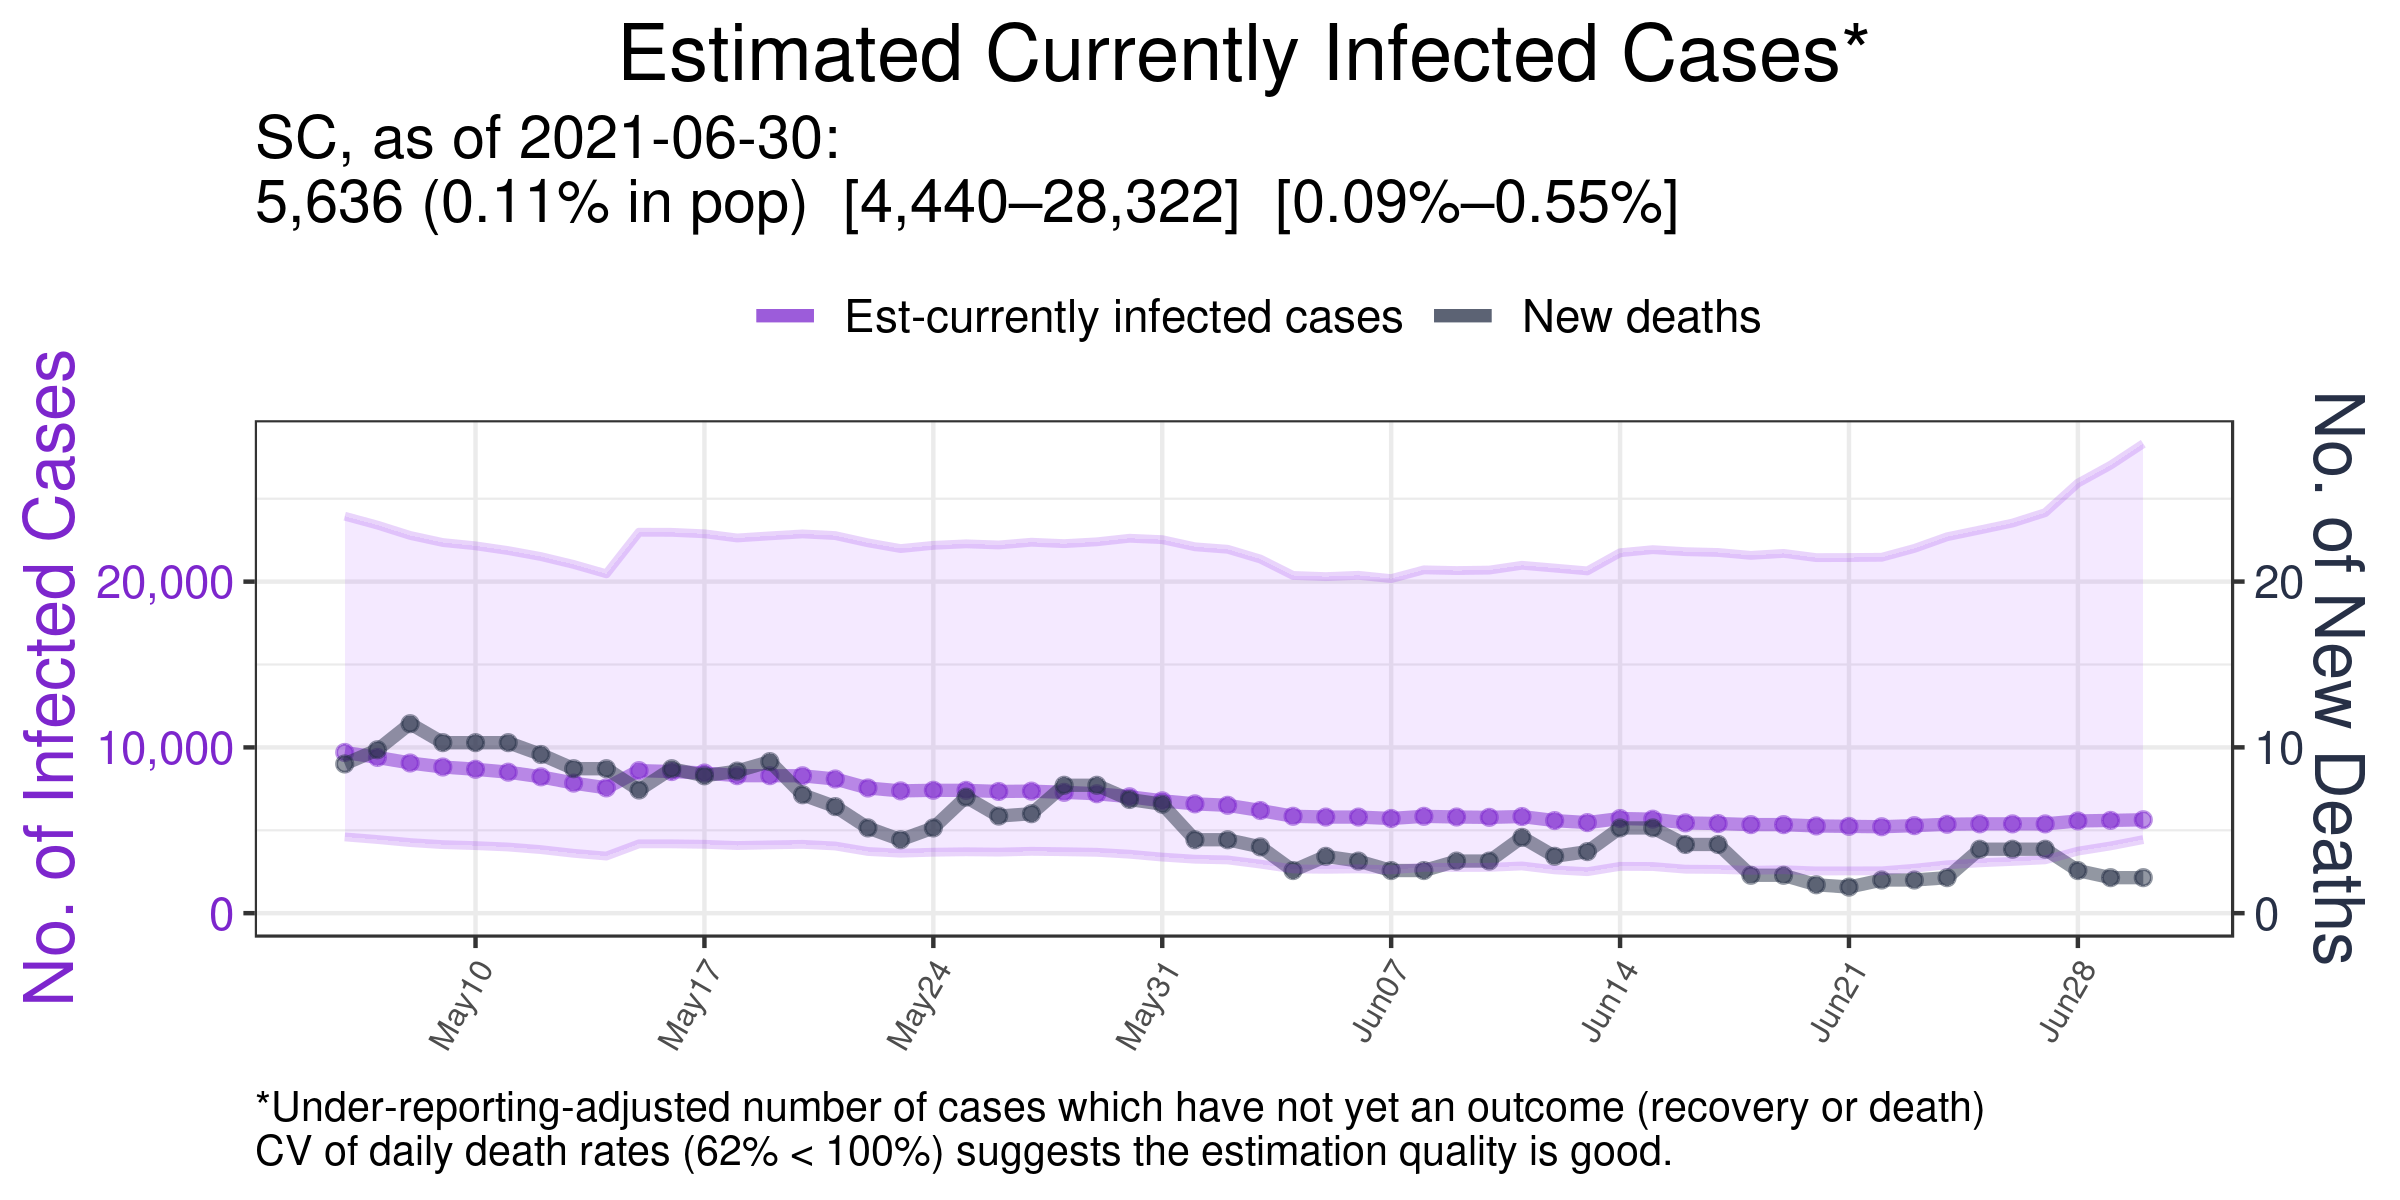 Estimated Currently Infected Cases*
SC, as of 2021-06-30:
5,636 (0.11% in pop)  [4,440–28,322]  [0.09%–0.55%]
Est-currently infected cases
New deaths
No. of Infected Cases
20,000
10,000
0
20
10
0
No. of New Deaths
May10
May17
May24
May31
Jun07
Jun14
Jun21
Jun28
*Under-reporting-adjusted number of cases which have not yet an outcome (recovery or death)
CV of daily death rates (62% < 100%) suggests the estimation quality is good.